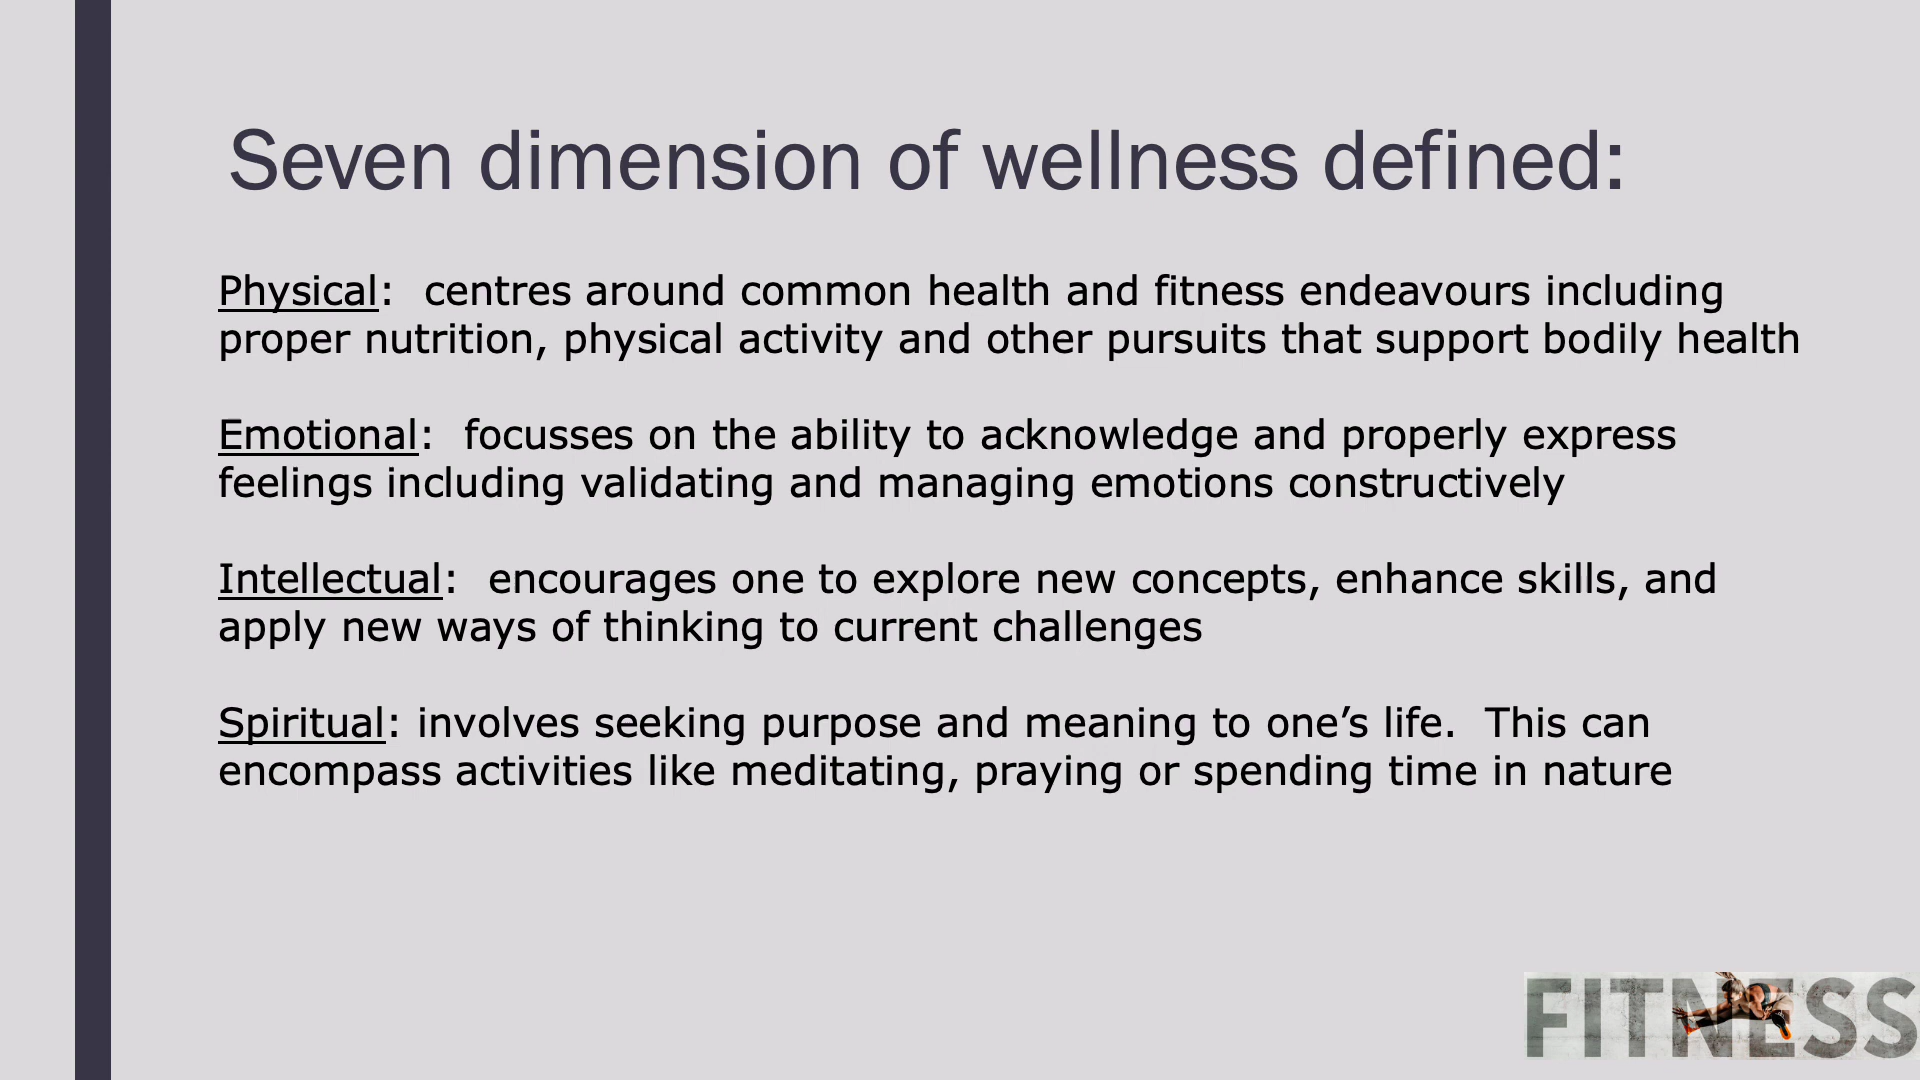 Seven dimension of wellness defined:
Physical:  centres around common health and fitness endeavours including
proper nutrition, physical activity and other pursuits that support bodily health
Emotional:  focusses on the ability to acknowledge and properly express
feelings including validating and managing emotions constructively
Intellectual:  encourages one to explore new concepts, enhance skills, and
apply new ways of thinking to current challenges
Spiritual: involves seeking purpose and meaning to one’s life.  This can
encompass activities like meditating, praying or spending time in nature
FITNESS